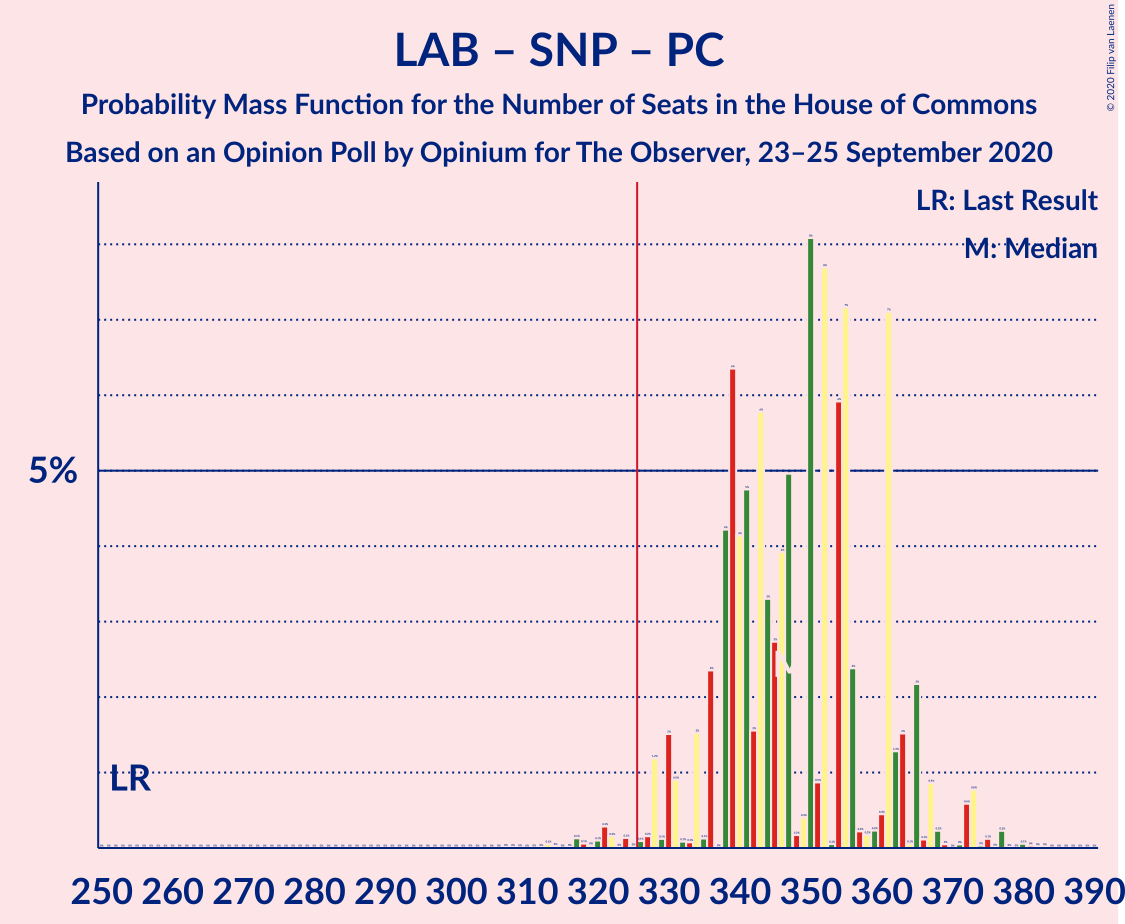 LAB – SNP – PC
Probability Mass Function for the Number of Seats in the House of Commons
Based on an Opinion Poll by Opinium for The Observer, 23–25 September 2020
© 2020 Filip van Laenen
LR: Last Result
M: Median
5%
LR
M
250 260 270 280 290 300 310 320 330 340 350 360 370 380 390